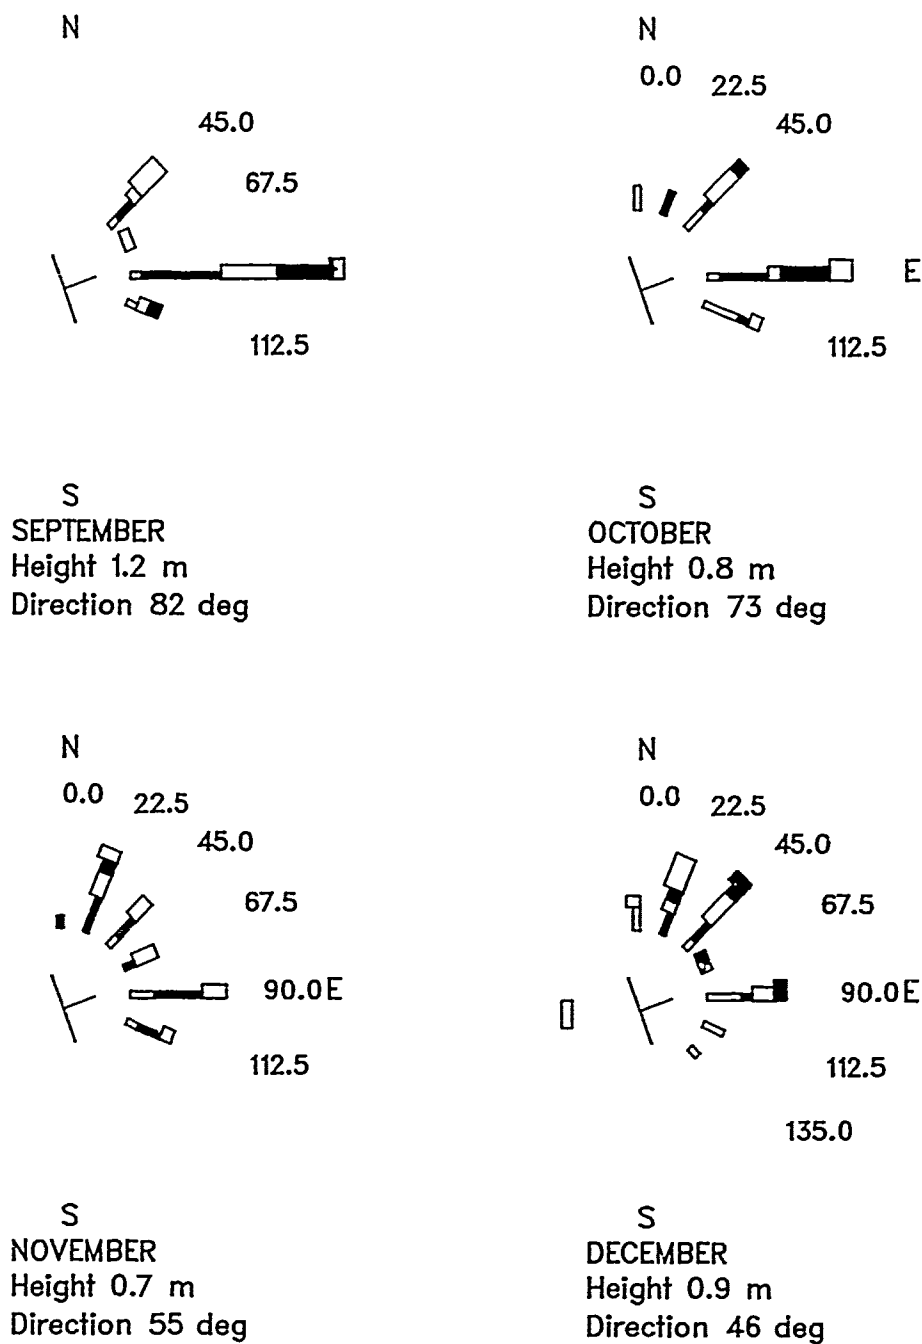 N
45.0
67.5
112.5
S
SEPTEMBER
Height 1.2 m
Direction 82 deg
N
0.0 22.5
45.0
E
112.5
S
OCTOBER
Height 0.8 m
Direction 73 deg
N
0.0 22.5
45.0
67.5
90.0E
112.5
S
NOVEMBER
Height 0.7 m
Direction 55 deg
N
0.0 22.5
45.0
67.5
90.0E
112.5
135.0
S
DECEMBER
Height 0.9 m
Direction 46 deg